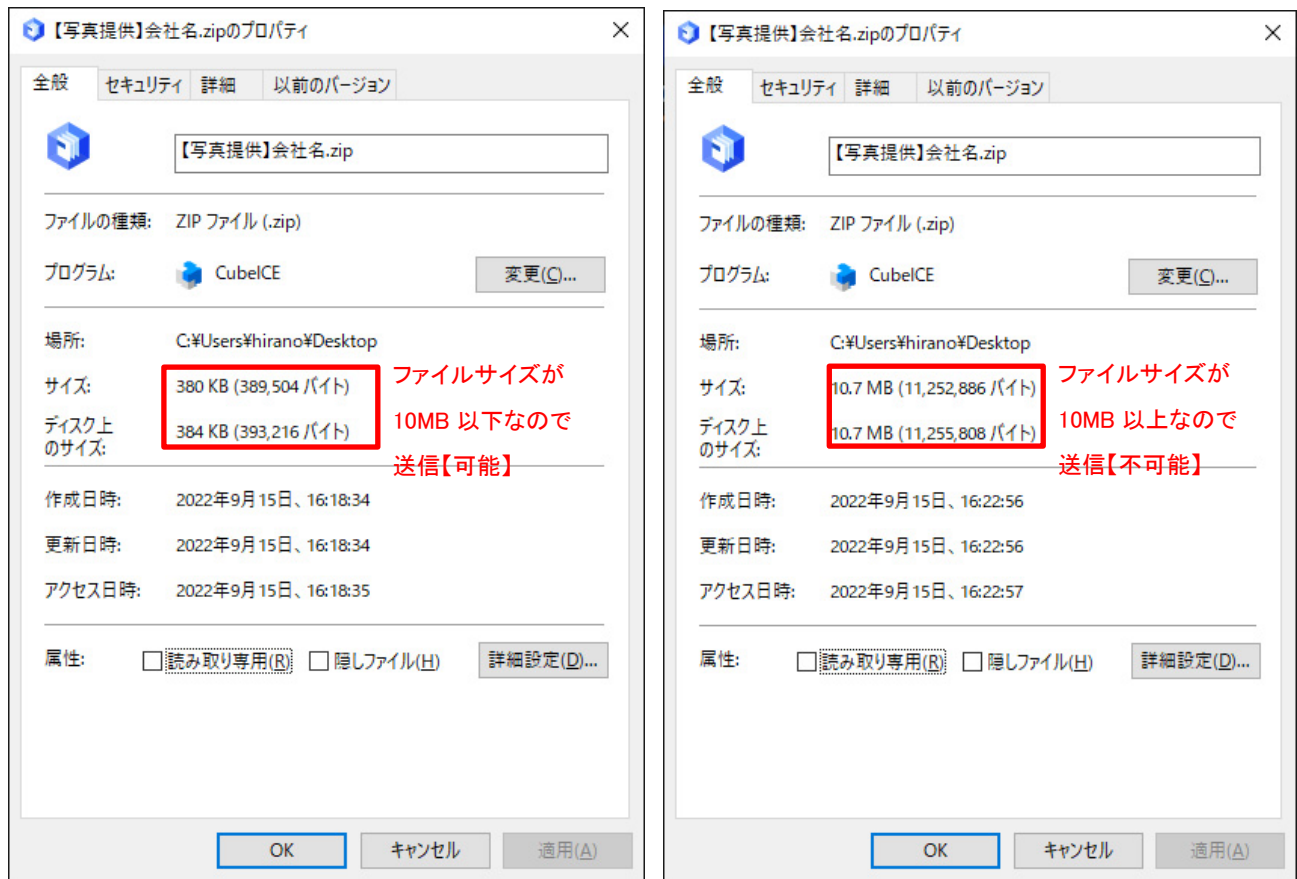 【写真提供】会社名.zipのプロパティ
全般 セキュリティ 詳細 以前のバージョン
【写真提供】会社名.zip
ファイルの種類: ZIP ファイル (.zip)
プログラム: CubeICE 変更(C)...
場所: C:¥Users¥hirano¥Desktop
サイズ: 380 KB (389,504 バイト)
ディスク上
のサイズ: 384 KB (393,216 バイト)
ファイルサイズが
10MB 以下なので
送信【可能】
作成日時: 2022年9月15日、16:18:34
更新日時: 2022年9月15日、16:18:34
アクセス日時: 2022年9月15日、16:18:35
属性: 読み取り専用(R) 隠しファイル(H) 詳細設定(D)...
OK キャンセル 適用(A)
【写真提供】会社名.zipのプロパティ
全般 セキュリティ 詳細 以前のバージョン
【写真提供】会社名.zip
ファイルの種類: ZIP ファイル (.zip)
プログラム: CubeICE 変更(C)...
場所: C:¥Users¥hirano¥Desktop
サイズ: 10.7 MB (11,252,886 バイト)
ディスク上
のサイズ: 10.7 MB (11,255,808 バイト)
ファイルサイズが
10MB 以上なので
送信【不可能】
作成日時: 2022年9月15日、16:22:56
更新日時: 2022年9月15日、16:22:56
アクセス日時: 2022年9月15日、16:22:57
属性: 読み取り専用(R) 隠しファイル(H) 詳細設定(D)...
OK キャンセル 適用(A)